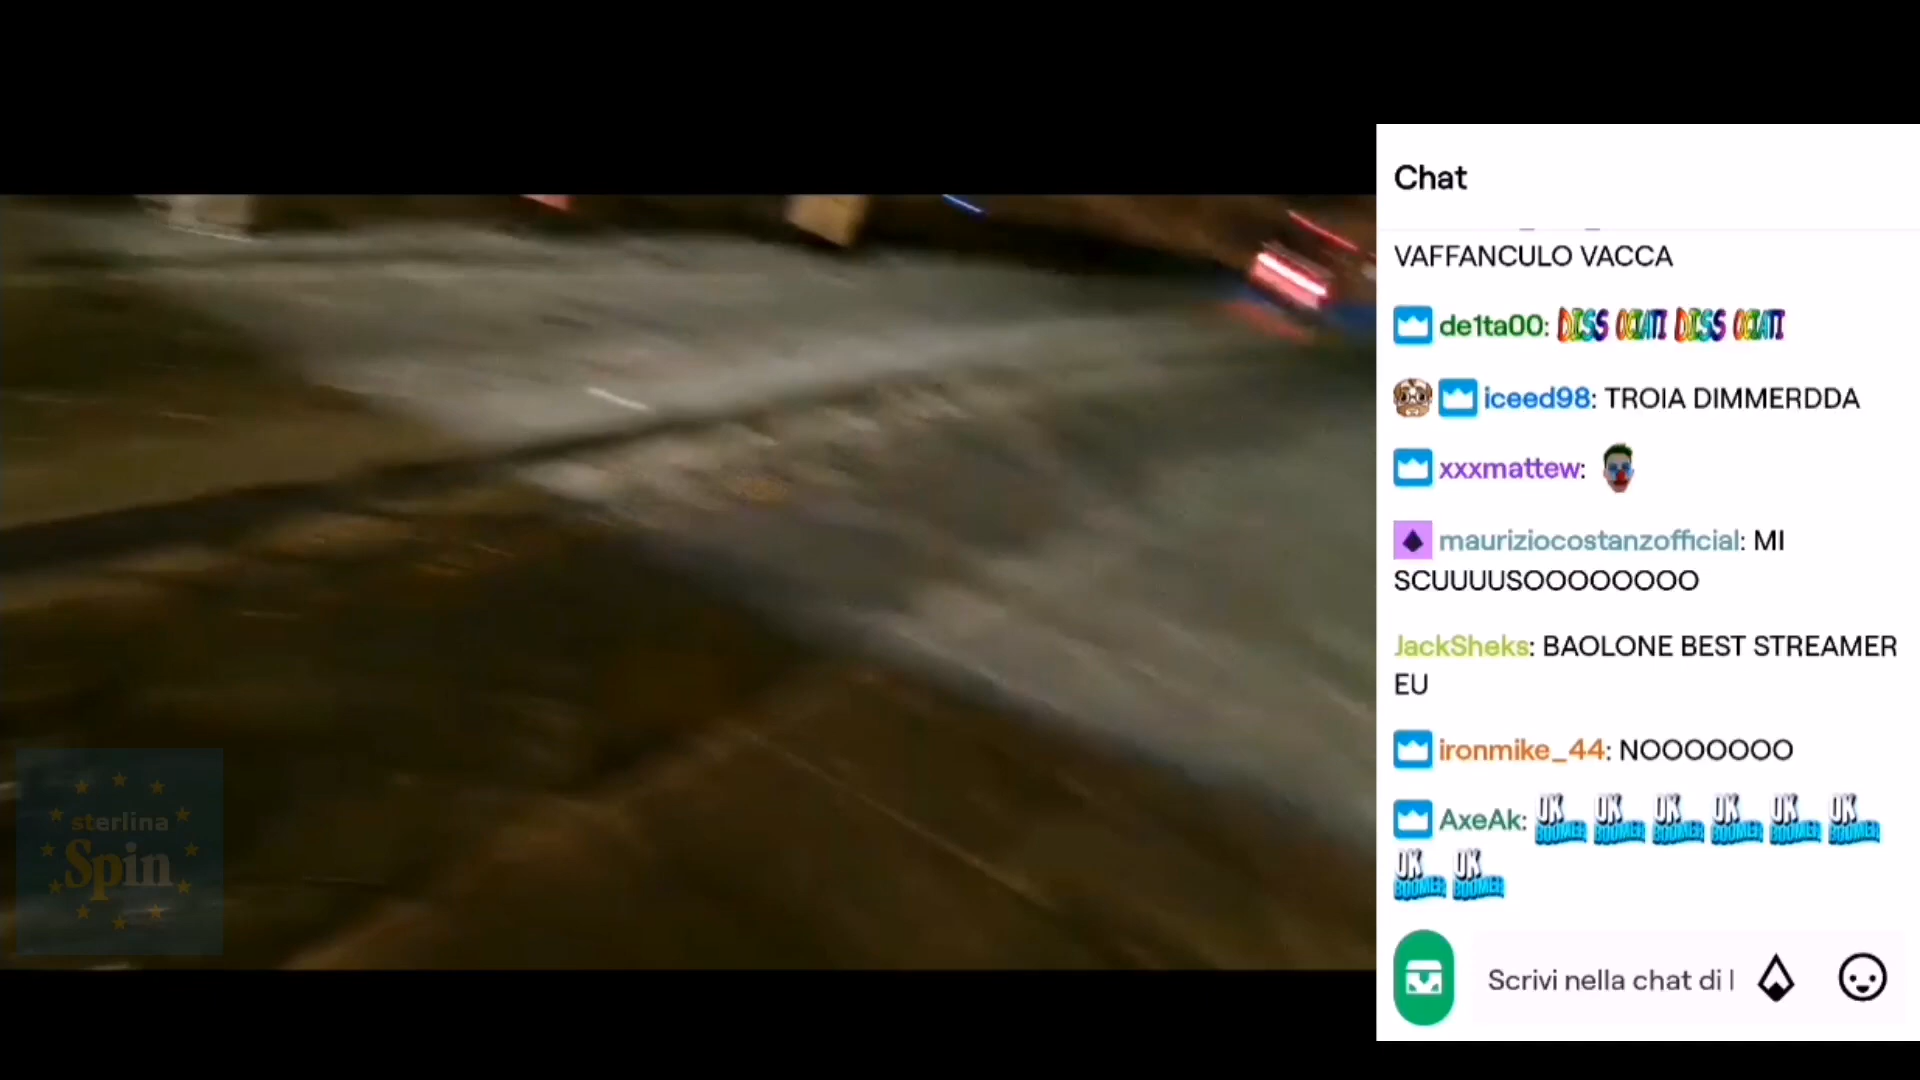 Chat
VAFFANCULO VACCA
de1ta00: DISS OCIATI DISS OCIATI
iceed98: TROIA DIMMERDDA
xxxmattew:
mauriziocostanzofficial: MI
SCUUUUSOOOOOOOO
JackSheks: BAOLONE BEST STREAMER
EU
ironmike_44: NOOOOOOO
AxeAk: OK BOOMER OK BOOMER OK BOOMER OK BOOMER OK BOOMER OK BOOMER
OK BOOMER OK BOOMER
Scrivi nella chat di
sterlina
Spin